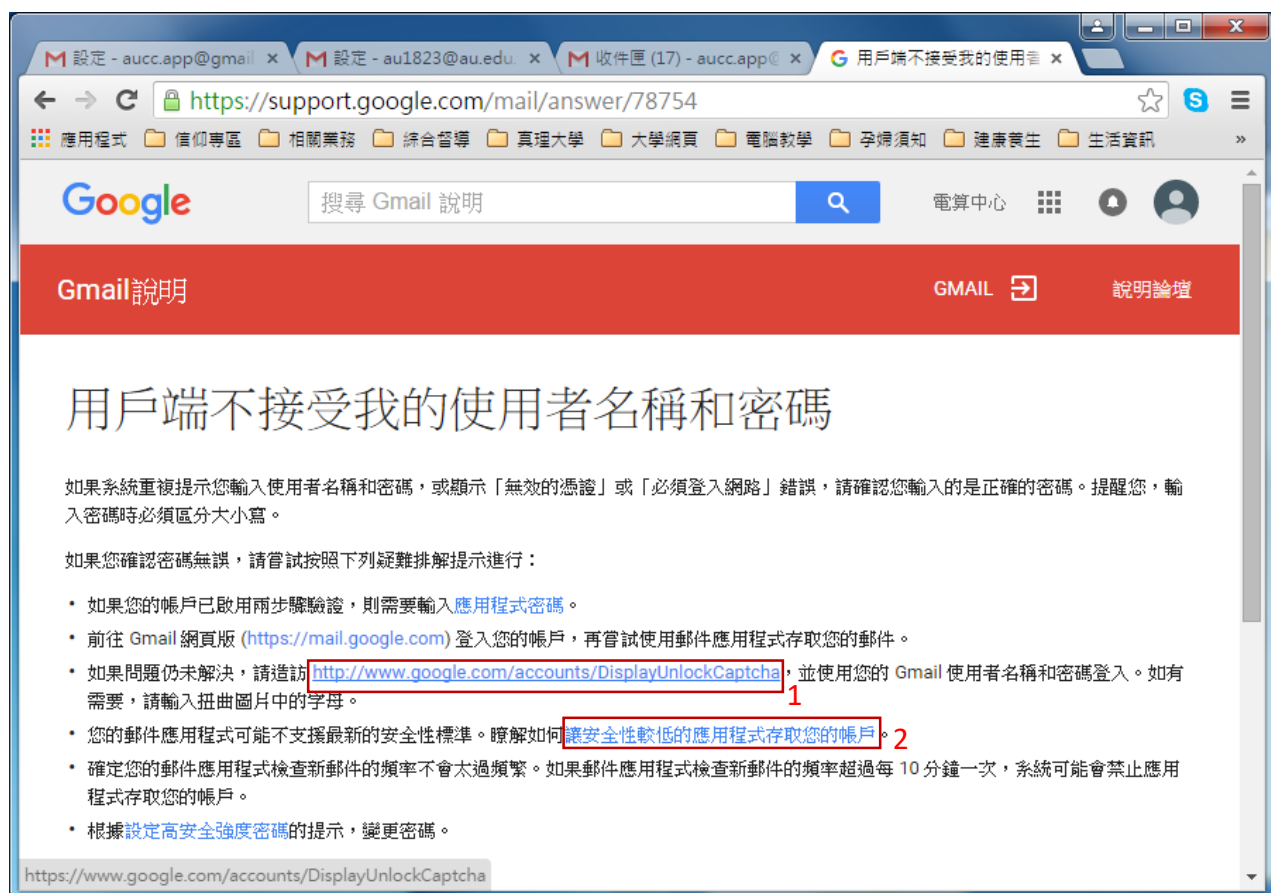 設定 - aucc.app@gmail
設定 - au1823@au.edu.
收件匣 (17) - aucc.app@
用戶端不接受我的使用者
https://support.google.com/mail/answer/78754
應用程式 信仰專區 相關業務 綜合督導 真理大學 大學網頁 電腦教學 孕婦須知 建康養生 生活資訊 »
Google 搜尋 Gmail 說明 電算中心
Gmail說明 GMAIL 說明論壇
用戶端不接受我的使用者名稱和密碼
如果系統重複提示您輸入使用者名稱和密碼,或顯示「無效的憑證」或「必須登入網路」錯誤,請確認您輸入的是正確的密碼。提醒您,輸
入密碼時必須區分大小寫。
如果您確認密碼無誤,請嘗試按照下列疑難排解提示進行:
• 如果您的帳戶已啟用兩步驟驗證,則需要輸入應用程式密碼。
• 前往 Gmail 網頁版 (https://mail.google.com) 登入您的帳戶,再嘗試使用郵件應用程式存取您的郵件。
• 如果問題仍未解決,請造訪 http://www.google.com/accounts/DisplayUnlockCaptcha,並使用您的 Gmail 使用者名稱和密碼登入。如有
需要,請輸入扭曲圖片中的字母。
1
• 您的郵件應用程式可能不支援最新的安全性標準。瞭解如何讓安全性較低的應用程式存取您的帳戶。 2
• 確定您的郵件應用程式檢查新郵件的頻率不會太過頻繁。如果郵件應用程式檢查新郵件的頻率超過每 10 分鐘一次,系統可能會禁止應用
程式存取您的帳戶。
• 根據設定高安全強度密碼的提示,變更密碼。
https://www.google.com/accounts/DisplayUnlockCaptcha